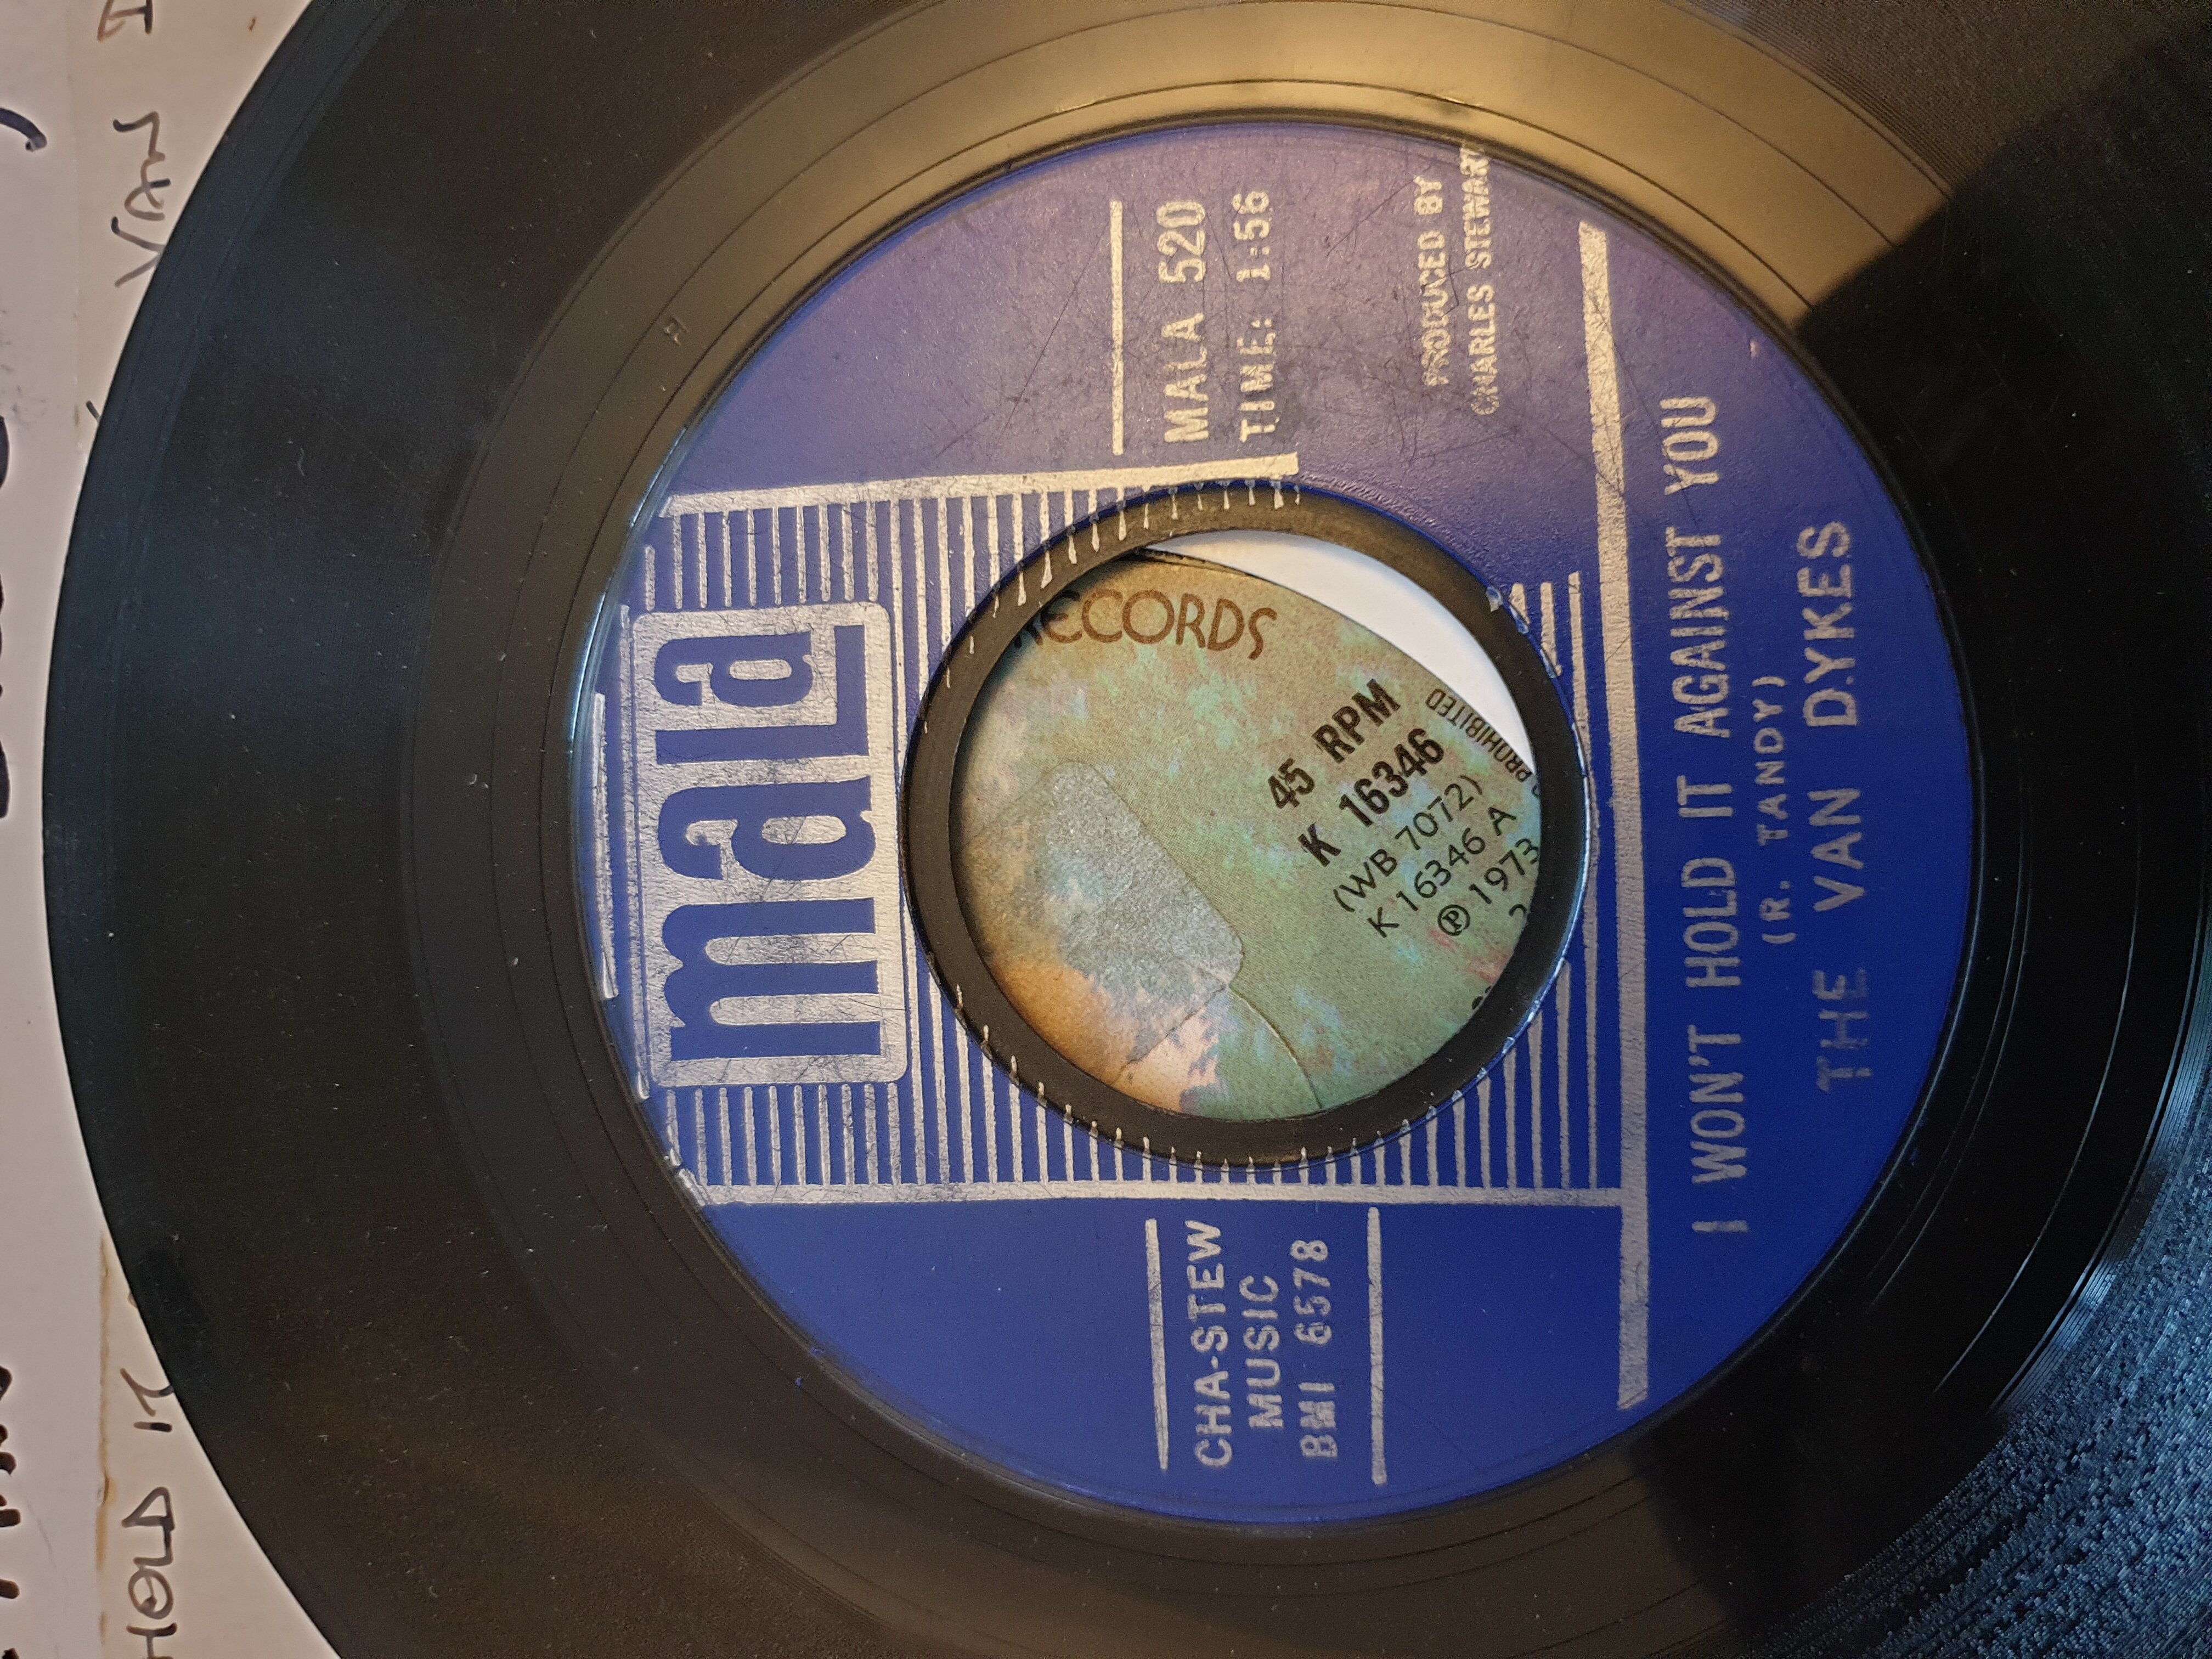 mala
MALA 520
TIME: 1:56
PRODUCED BY
CHARLES STEWART
CHA-STEW
MUSIC
BMI 6578
I WON'T HOLD IT AGAINST YOU
(R. TANDY)
THE VAN DYKES
RECORDS
45 RPM
K 16346
(WB 7072)
K 16346 A
℗ 1973
PROHIBITED
HOLD IT
VAN